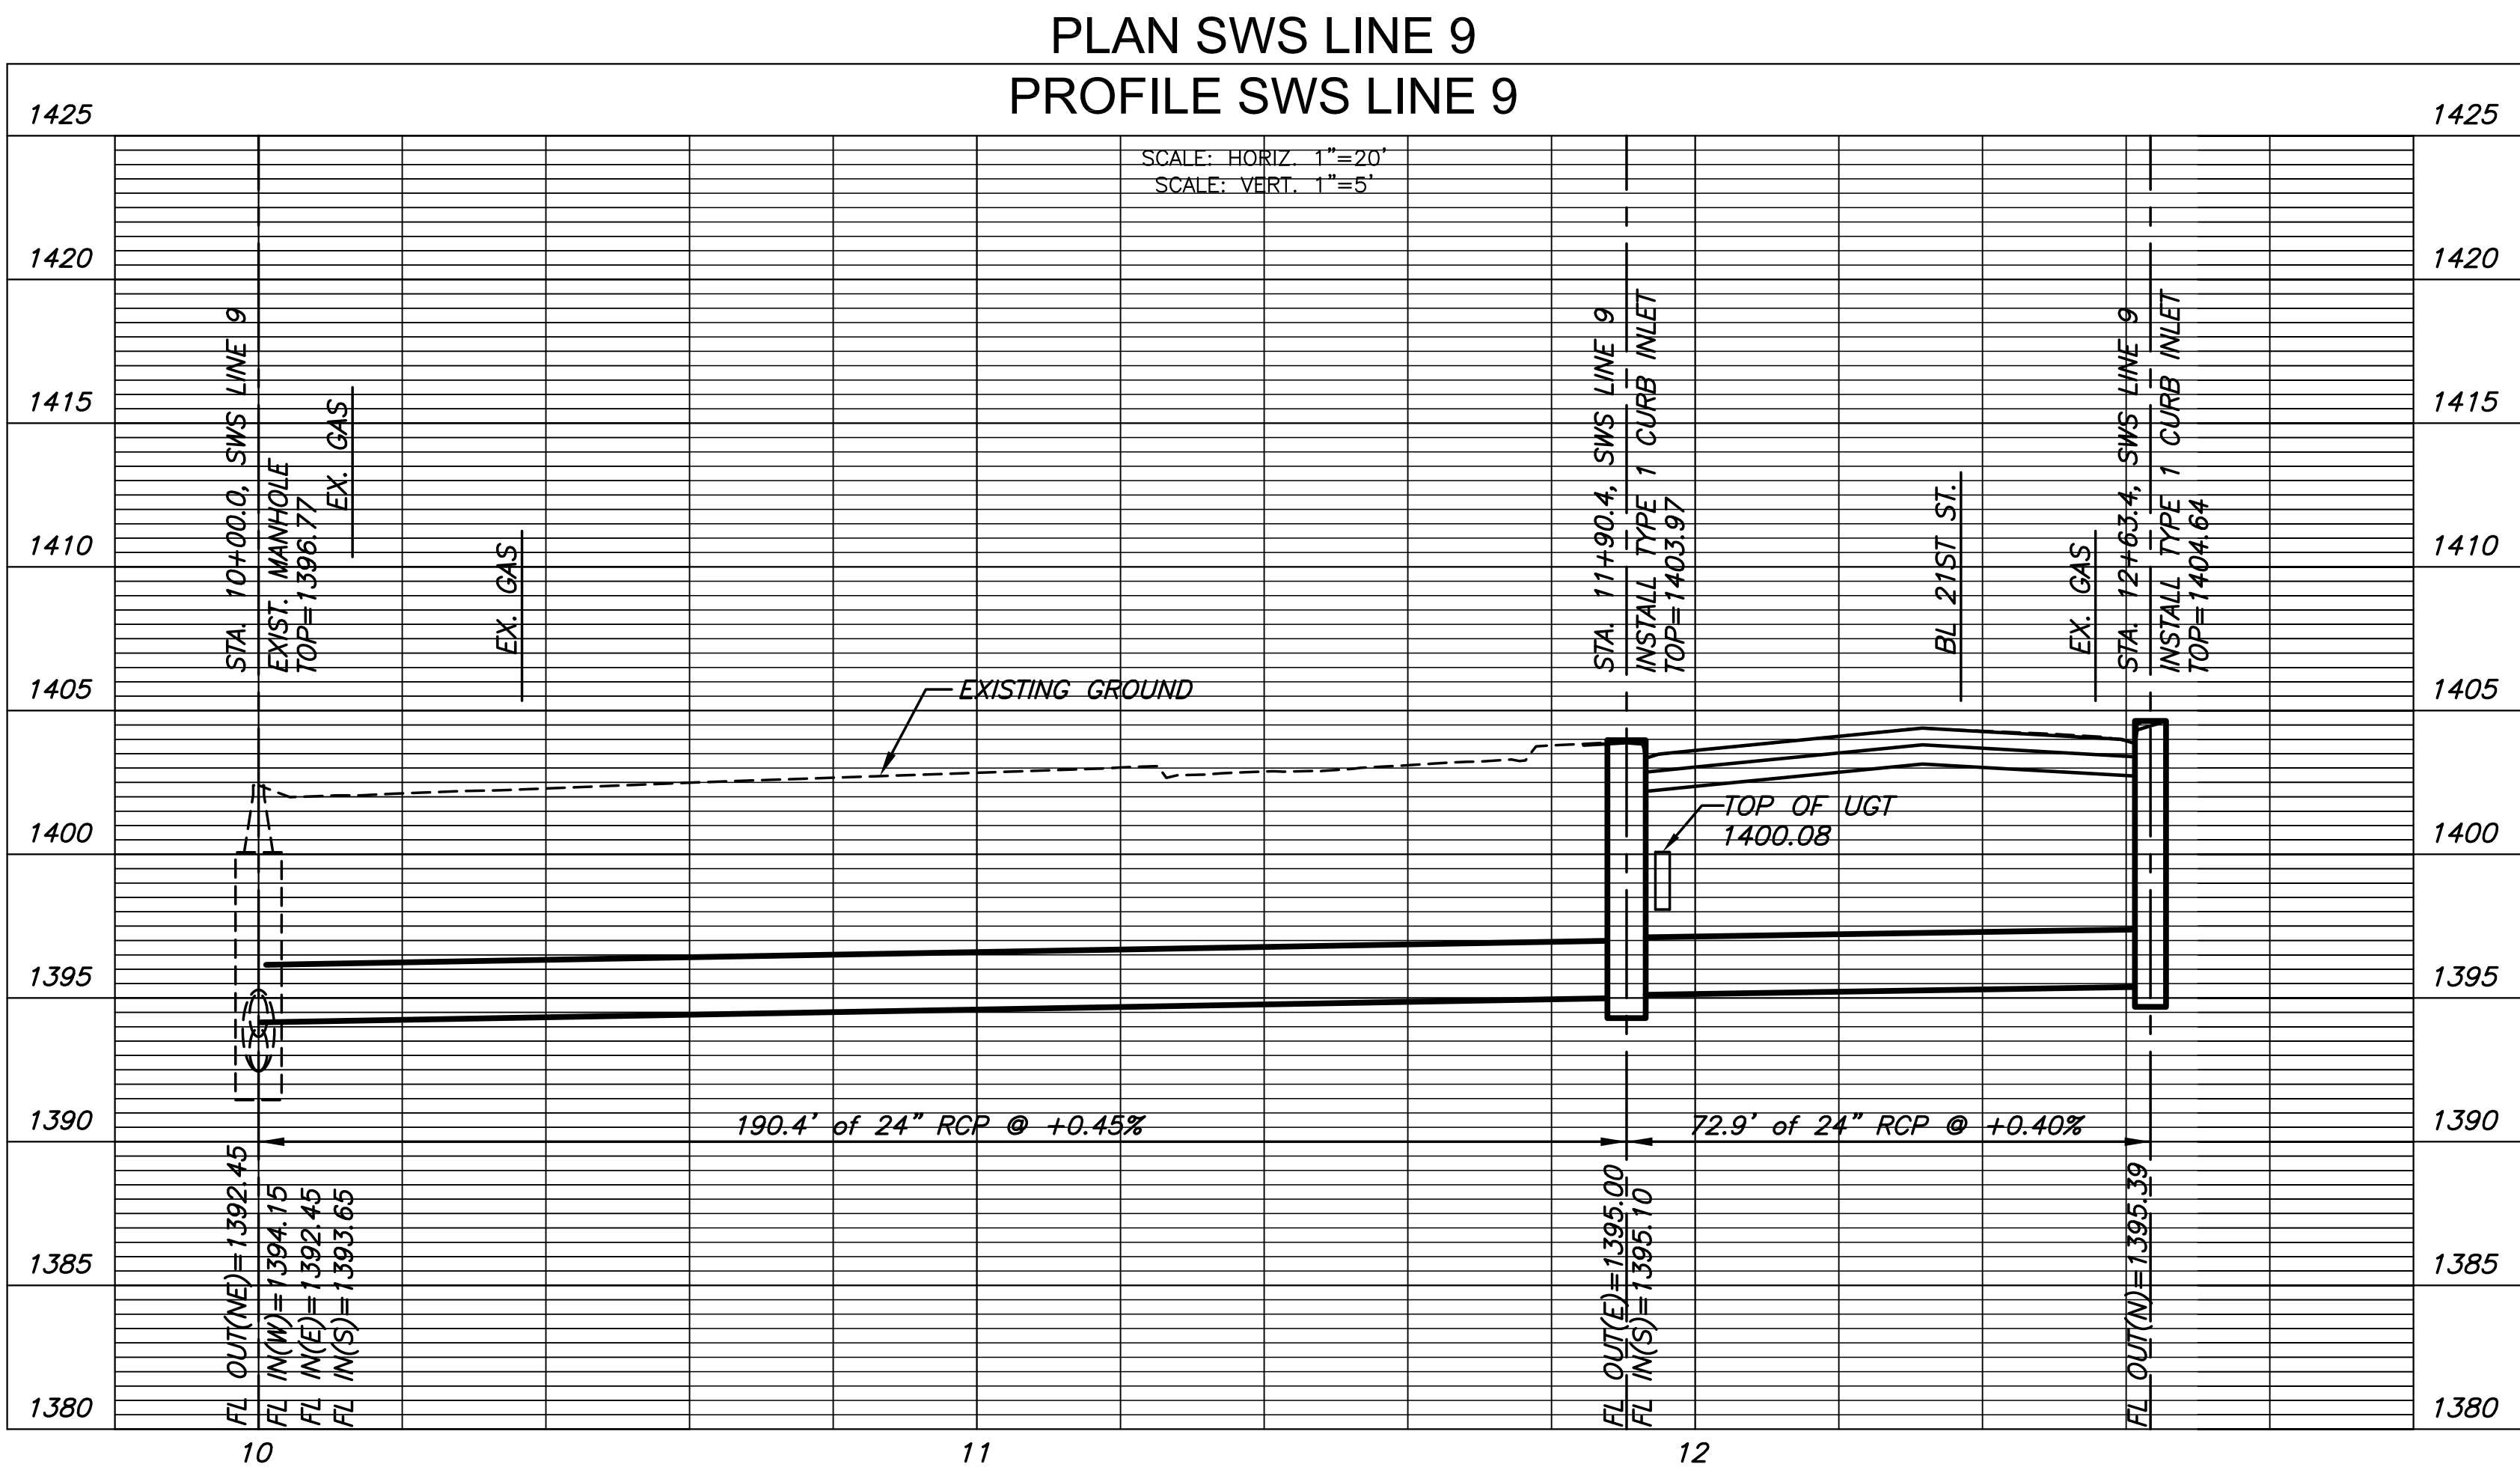 PLAN SWS LINE 9
PROFILE SWS LINE 9
SCALE: HORIZ. 1"=20'
SCALE: VERT. 1"=5'
1425
1420
1415
1410
1405
1400
1395
1390
1385
1380
STA. 10+00.0, SWS LINE 9
EXIST. MANHOLE
TOP=1396.77
EX. GAS
EX. GAS
EXISTING GROUND
STA. 11+90.4, SWS LINE 9
INSTALL TYPE 1 CURB INLET
TOP=1403.97
BL 21ST ST.
EX. GAS
STA. 12+63.4, SWS LINE 9
INSTALL TYPE 1 CURB INLET
TOP=1404.64
TOP OF UGT
1400.08
190.4' of 24" RCP @ +0.45%
72.9' of 24" RCP @ +0.40%
FL OUT(NE)=1392.45
FL IN(W)=1394.15
FL IN(E)=1392.45
FL IN(S)=1393.65
FL OUT(E)=1395.00
FL IN(S)=1395.10
FL OUT(N)=1395.39
1425
1420
1415
1410
1405
1400
1395
1390
1385
1380
10
11
12